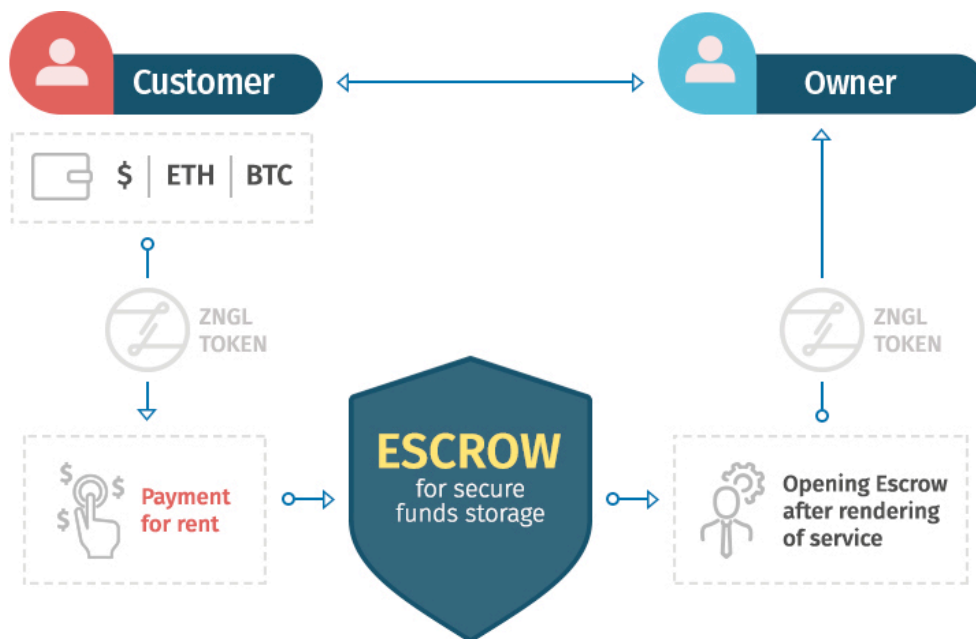 Customer
Owner
$ | ETH | BTC
ZNGL
TOKEN
ZNGL
TOKEN
ESCROW
for secure
funds storage
$ $
$
Payment
for rent
Opening Escrow
after rendering
of service